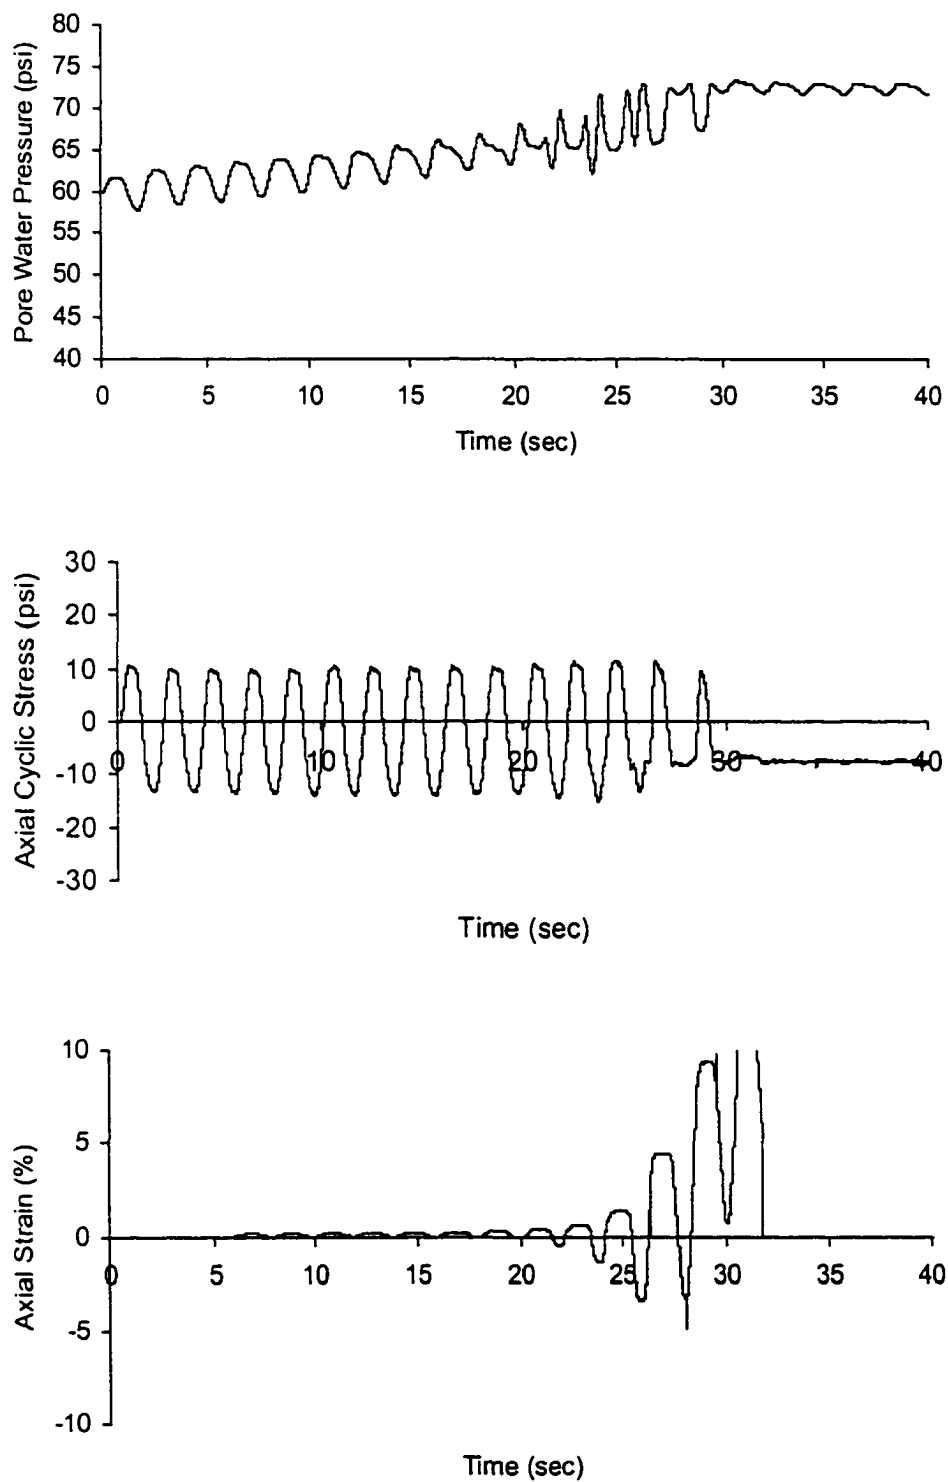 Pore Water Pressure (psi)
80
75
70
65
60
55
50
45
40
0 5 10 15 20 25 30 35 40
Time (sec)
Axial Cyclic Stress (psi)
30
20
10
0
-10
-20
-30
0 10 20 30 40
Time (sec)
Axial Strain (%)
10
5
0
-5
-10
0 5 10 15 20 25 30 35 40
Time (sec)